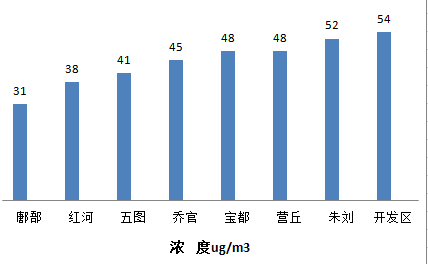 31 38 41 45 48 48 52 54
鄌郚 红河 五图 乔官 宝都 营丘 朱刘 开发区
浓 度ug/m3